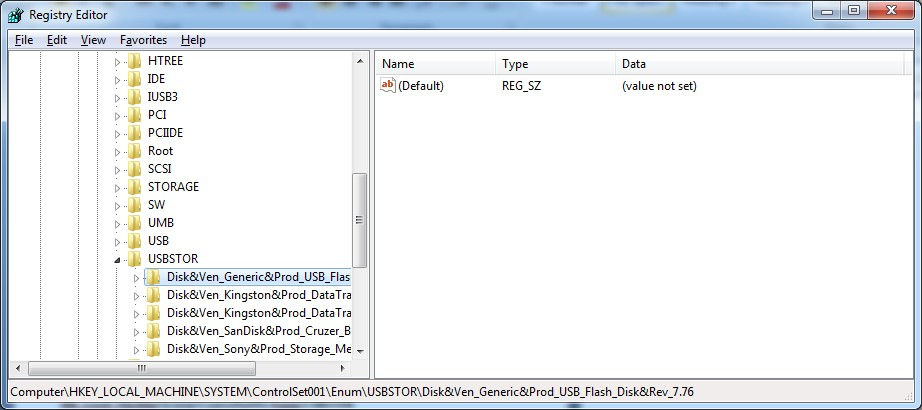 Registry Editor
File Edit View Favorites Help
HTREE
IDE
IUSB3
PCI
PCIIDE
Root
SCSI
STORAGE
SW
UMB
USB
USBSTOR
Disk&Ven_Generic&Prod_USB_Flas
Disk&Ven_Kingston&Prod_DataTra
Disk&Ven_Kingston&Prod_DataTra
Disk&Ven_SanDisk&Prod_Cruzer_B
Disk&Ven_Sony&Prod_Storage_Me
Name Type Data
ab (Default) REG_SZ (value not set)
Computer\HKEY_LOCAL_MACHINE\SYSTEM\ControlSet001\Enum\USBSTOR\Disk&Ven_Generic&Prod_USB_Flash_Disk&Rev_7.76